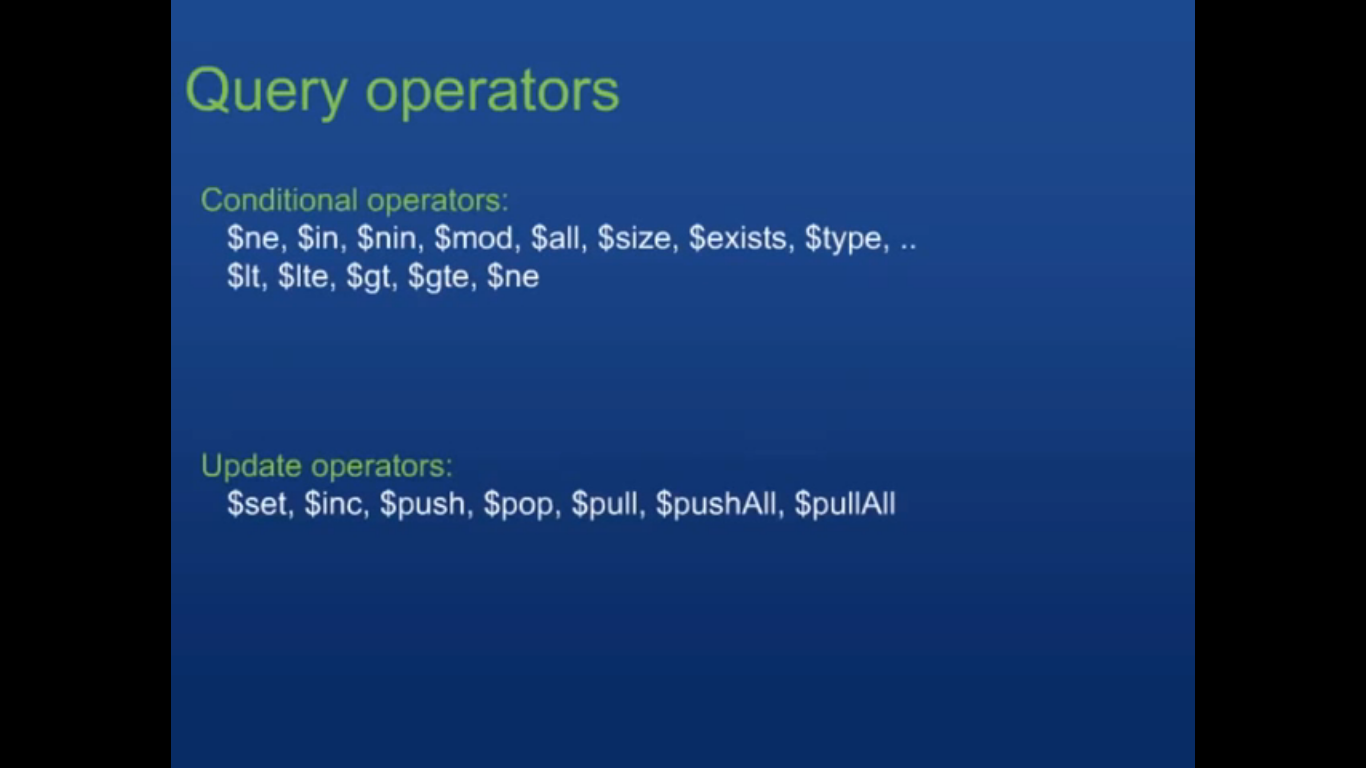 Query operators
Conditional operators:
$ne, $in, $nin, $mod, $all, $size, $exists, $type, ..
$lt, $lte, $gt, $gte, $ne
Update operators:
$set, $inc, $push, $pop, $pull, $pushAll, $pullAll